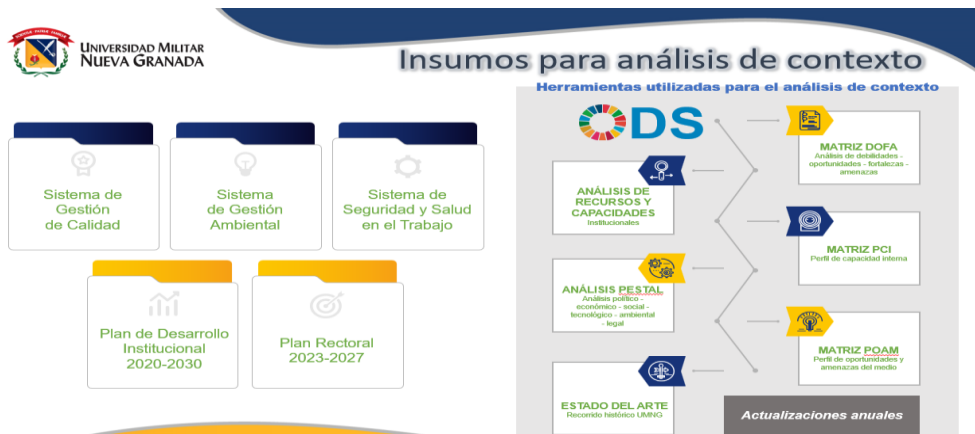 UNIVERSIDAD MILITAR
NUEVA GRANADA
Insumos para análisis de contexto
Herramientas utilizadas para el análisis de contexto
Sistema de
Gestión
de Calidad
Sistema
de Gestión
Ambiental
Sistema de
Seguridad y Salud
en el Trabajo
Plan de Desarrollo
Institucional
2020-2030
Plan Rectoral
2023-2027
ODS
MATRIZ DOFA
Análisis de debilidades -
oportunidades - fortalezas -
amenazas
ANÁLISIS DE
RECURSOS Y
CAPACIDADES
Institucionales
MATRIZ PCI
Perfil de capacidad interna
ANÁLISIS PESTAL
Análisis político -
económico - social -
tecnológico - ambiental
- legal
MATRIZ POAM
Perfil de oportunidades y
amenazas del medio
ESTADO DEL ARTE
Recorrido histórico UMNG
Actualizaciones anuales